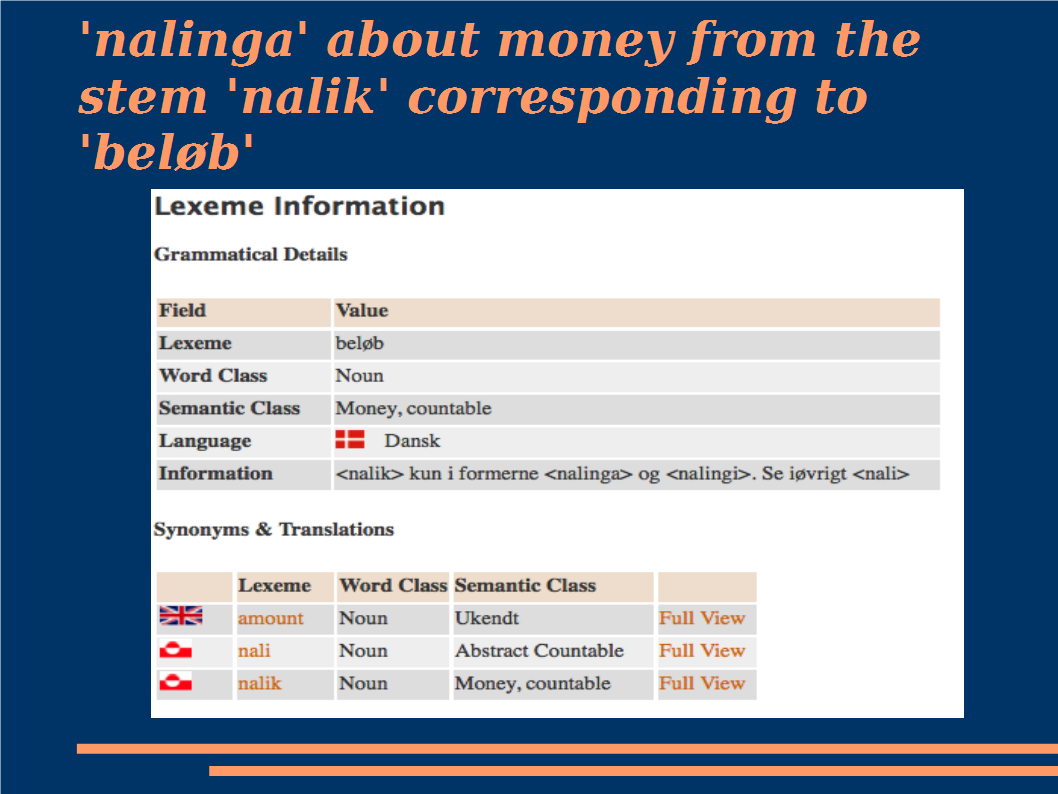 'nalinga' about money from the
stem 'nalik' corresponding to
'beløb'
Lexeme Information
Grammatical Details
Field Value
Lexeme beløb
Word Class Noun
Semantic Class Money, countable
Language Dansk
Information <nalik> kun i formerne <nalinga> og <nalingi>. Se iøvrigt <nali>
Synonyms & Translations
Lexeme Word Class Semantic Class
amount Noun Ukendt Full View
nali Noun Abstract Countable Full View
nalik Noun Money, countable Full View